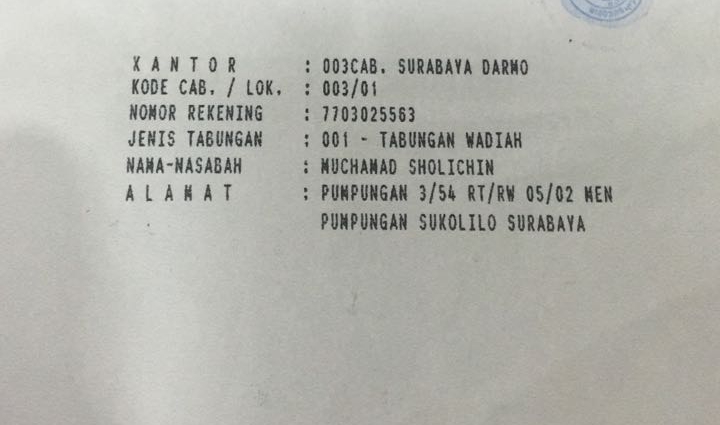 K A N T O R : 003CAB. SURABAYA DARMO
KODE CAB. / LOK. : 003/01
NOMOR REKENING : 7703025563
JENIS TABUNGAN : 001 - TABUNGAN WADIAH
NAMA-NASABAH : MUCHAMAD SHOLICHIN
A L A M A T : PUMPUNGAN 3/54 RT/RW 05/02 MEN
PUMPUNGAN SUKOLILO SURABAYA